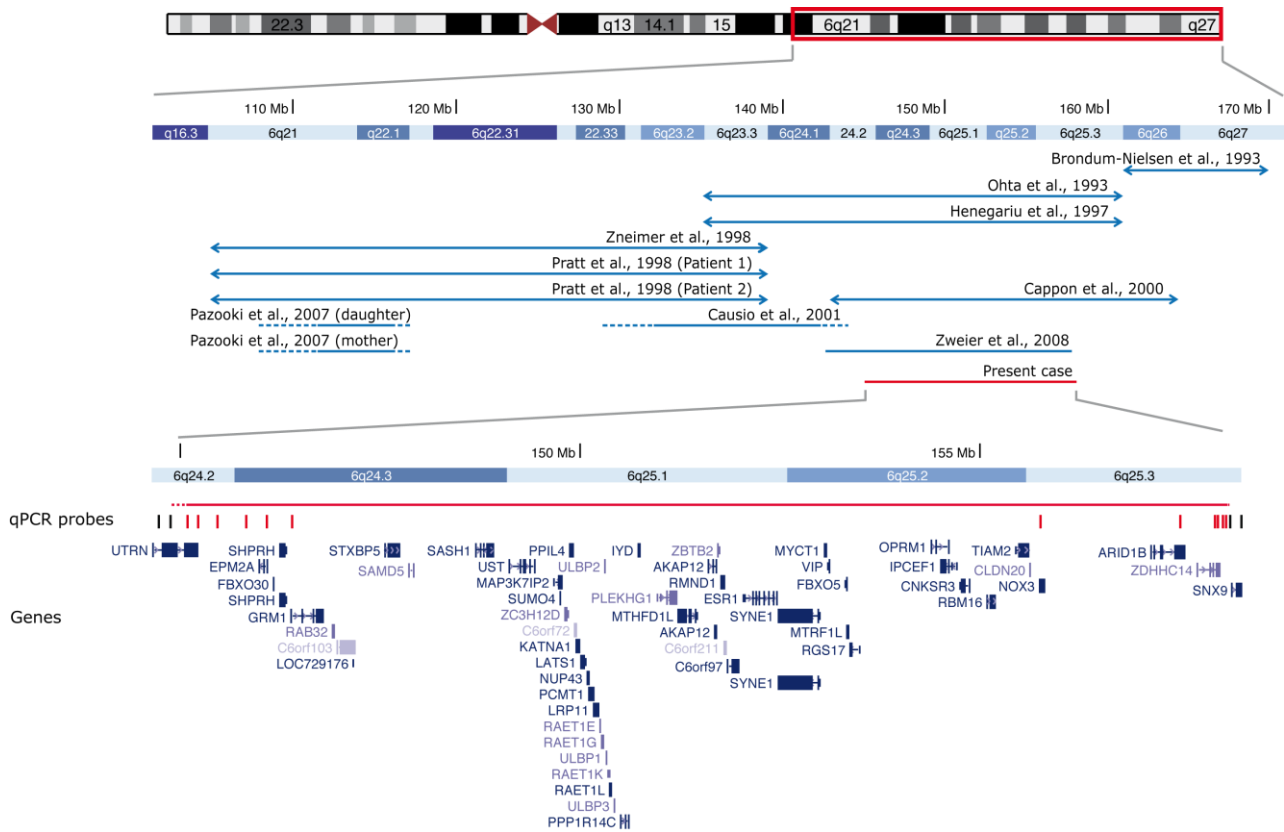 22.3 q13 14.1 15 6q21 q27
110 Mb 120 Mb 130 Mb 140 Mb 150 Mb 160 Mb 170 Mb
q16.3 6q21 q22.1 6q22.31 22.33 6q23.2 6q23.3 6q24.1 24.2 q24.3 6q25.1 q25.2 6q25.3 6q26 6q27
Brondum-Nielsen et al., 1993
Ohta et al., 1993
Henegariu et al., 1997
Zneimer et al., 1998
Pratt et al., 1998 (Patient 1)
Pratt et al., 1998 (Patient 2) Cappon et al., 2000
Pazooki et al., 2007 (daughter) Causio et al., 2001
Pazooki et al., 2007 (mother) Zweier et al., 2008
Present case
150 Mb 155 Mb
6q24.2 6q24.3 6q25.1 6q25.2 6q25.3
qPCR probes
UTRN SHPRH STXBP5 SASH1 PPIL4 IYD ZBTB2 MYCT1 OPRM1 TIAM2 ARID1B
EPM2A SAMD5 UST ULBP2 AKAP12 VIP IPCEF1 CLDN20 ZDHHC14
FBXO30 MAP3K7IP2 RMND1 FBXO5 CNKSR3 NOX3 SNX9
SHPRH SUMO4 PLEKHG1 ESR1 RBM16
Genes
GRM1 ZC3H12D MTHFD1L SYNE1
RAB32 C6orf72 AKAP12 MTRF1L
C6orf103 KATNA1 C6orf211 RGS17
LOC729176 LATS1 C6orf97
NUP43 SYNE1
PCMT1
LRP11
RAET1E
RAET1G
ULBP1
RAET1K
RAET1L
ULBP3
PPP1R14C